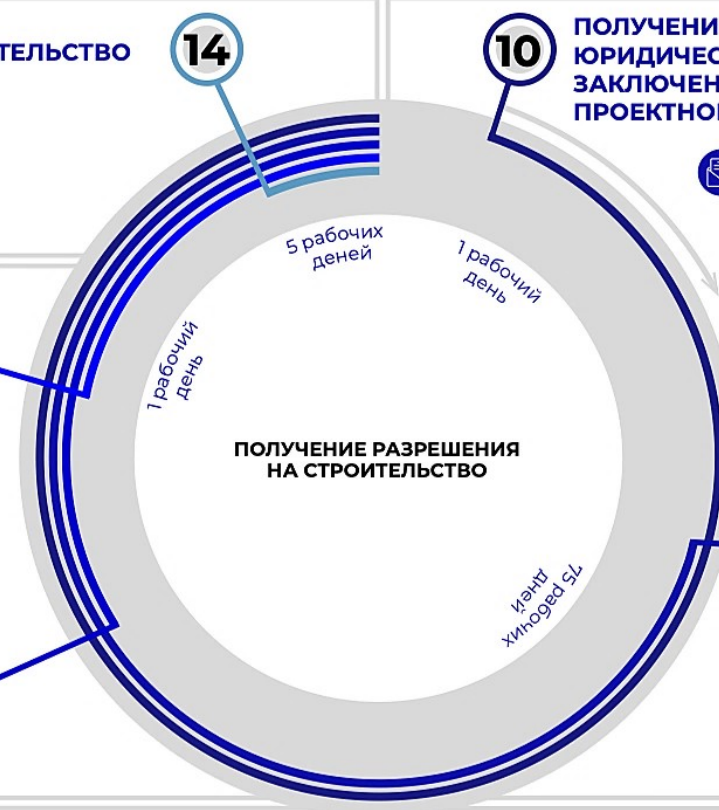 ТЕЛЬСТВО
14
10
ПОЛУЧЕНИ
ЮРИДИЧЕС
ЗАКЛЮЧЕН
ПРОЕКТНО
5 рабочих
деней
1 рабочий
день
1 рабочий
день
ПОЛУЧЕНИЕ РАЗРЕШЕНИЯ
НА СТРОИТЕЛЬСТВО
75 рабочих
дней